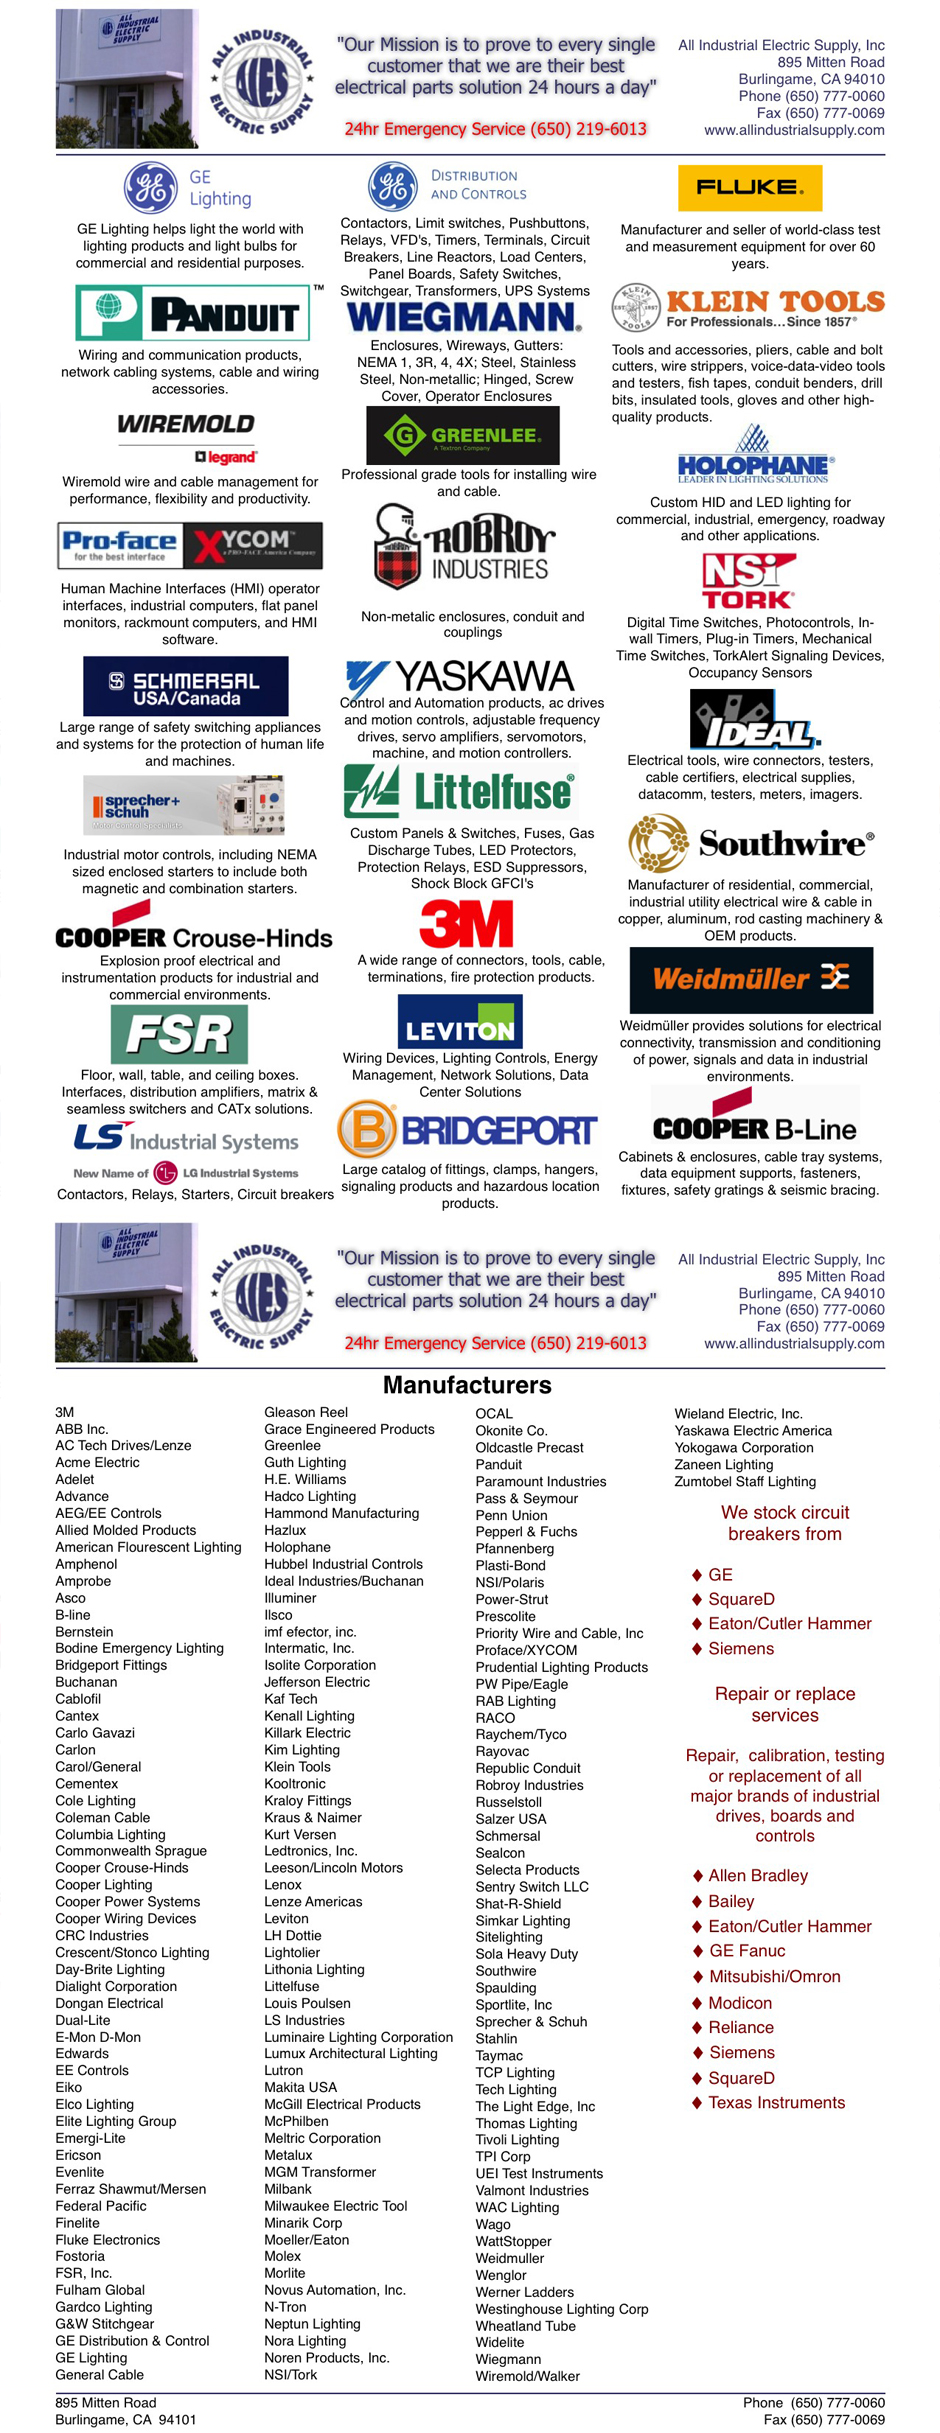 ALL
INDUSTRIAL
ELECTRIC
SUPPLY
ALL INDUSTRIAL
AIES
ELECTRIC SUPPLY
"Our Mission is to prove to every single
customer that we are their best
electrical parts solution 24 hours a day"
24hr Emergency Service (650) 219-6013
All Industrial Electric Supply, Inc
895 Mitten Road
Burlingame, CA 94010
Phone (650) 777-0060
Fax (650) 777-0069
www.allindustrialsupply.com
GE
Lighting
GE Lighting helps light the world with
lighting products and light bulbs for
commercial and residential purposes.
PANDUIT™
Wiring and communication products,
network cabling systems, cable and wiring
accessories.
WIREMOLD
legrand®
Wiremold wire and cable management for
performance, flexibility and productivity.
Pro-face
for the best interface
XYCOM™
a PRO-FACE America Company
Human Machine Interfaces (HMI) operator
interfaces, industrial computers, flat panel
monitors, rackmount computers, and HMI
software.
SCHMERSAL
USA/Canada
Large range of safety switching appliances
and systems for the protection of human life
and machines.
sprecher+
schuh
Motor Control Specialists
Industrial motor controls, including NEMA
sized enclosed starters to include both
magnetic and combination starters.
COOPER Crouse-Hinds
Explosion proof electrical and
instrumentation products for industrial and
commercial environments.
FSR
Floor, wall, table, and ceiling boxes.
Interfaces, distribution amplifiers, matrix &
seamless switchers and CATx solutions.
LS Industrial Systems
New Name of LG Industrial Systems
Contactors, Relays, Starters, Circuit breakers
DISTRIBUTION
AND CONTROLS
Contactors, Limit switches, Pushbuttons,
Relays, VFD's, Timers, Terminals, Circuit
Breakers, Line Reactors, Load Centers,
Panel Boards, Safety Switches,
Switchgear, Transformers, UPS Systems
WIEGMANN®
Enclosures, Wireways, Gutters:
NEMA 1, 3R, 4, 4X; Steel, Stainless
Steel, Non-metallic; Hinged, Screw
Cover, Operator Enclosures
G GREENLEE®
A Textron Company
Professional grade tools for installing wire
and cable.
ROBROY
INDUSTRIES
Non-metalic enclosures, conduit and
couplings
YASKAWA
Control and Automation products, ac drives
and motion controls, adjustable frequency
drives, servo amplifiers, servomotors,
machine, and motion controllers.
Littelfuse®
Custom Panels & Switches, Fuses, Gas
Discharge Tubes, LED Protectors,
Protection Relays, ESD Suppressors,
Shock Block GFCI's
3M
A wide range of connectors, tools, cable,
terminations, fire protection products.
LEVITON
Wiring Devices, Lighting Controls, Energy
Management, Network Solutions, Data
Center Solutions
B® BRIDGEPORT
Large catalog of fittings, clamps, hangers,
signaling products and hazardous location
products.
FLUKE®
Manufacturer and seller of world-class test
and measurement equipment for over 60
years.
KLEIN TOOLS
For Professionals...Since 1857®
Tools and accessories, pliers, cable and bolt
cutters, wire strippers, voice-data-video tools
and testers, fish tapes, conduit benders, drill
bits, insulated tools, gloves and other high-
quality products.
HOLOPHANE®
LEADER IN LIGHTING SOLUTIONS
Custom HID and LED lighting for
commercial, industrial, emergency, roadway
and other applications.
NSi
TORK®
Digital Time Switches, Photocontrols, In-
wall Timers, Plug-in Timers, Mechanical
Time Switches, TorkAlert Signaling Devices,
Occupancy Sensors
IDEAL
Electrical tools, wire connectors, testers,
cable certifiers, electrical supplies,
datacomm, testers, meters, imagers.
Southwire®
Manufacturer of residential, commercial,
industrial utility electrical wire & cable in
copper, aluminum, rod casting machinery &
OEM products.
Weidmüller
Weidmüller provides solutions for electrical
connectivity, transmission and conditioning
of power, signals and data in industrial
environments.
COOPER B-Line
Cabinets & enclosures, cable tray systems,
data equipment supports, fasteners,
fixtures, safety gratings & seismic bracing.
ALL
INDUSTRIAL
ELECTRIC
SUPPLY
ALL INDUSTRIAL
AIES
ELECTRIC SUPPLY
"Our Mission is to prove to every single
customer that we are their best
electrical parts solution 24 hours a day"
24hr Emergency Service (650) 219-6013
All Industrial Electric Supply, Inc
895 Mitten Road
Burlingame, CA 94010
Phone (650) 777-0060
Fax (650) 777-0069
www.allindustrialsupply.com
Manufacturers
3M
ABB Inc.
AC Tech Drives/Lenze
Acme Electric
Adelet
Advance
AEG/EE Controls
Allied Molded Products
American Flourescent Lighting
Amphenol
Amprobe
Asco
B-line
Bernstein
Bodine Emergency Lighting
Bridgeport Fittings
Buchanan
Cablofil
Cantex
Carlo Gavazi
Carlon
Carol/General
Cementex
Cole Lighting
Coleman Cable
Columbia Lighting
Commonwealth Sprague
Cooper Crouse-Hinds
Cooper Lighting
Cooper Power Systems
Cooper Wiring Devices
CRC Industries
Crescent/Stonco Lighting
Day-Brite Lighting
Dialight Corporation
Dongan Electrical
Dual-Lite
E-Mon D-Mon
Edwards
EE Controls
Eiko
Elco Lighting
Elite Lighting Group
Emergi-Lite
Ericson
Evenlite
Ferraz Shawmut/Mersen
Federal Pacific
Finelite
Fluke Electronics
Fostoria
FSR, Inc.
Fulham Global
Gardco Lighting
G&W Stitchgear
GE Distribution & Control
GE Lighting
General Cable
Gleason Reel
Grace Engineered Products
Greenlee
Guth Lighting
H.E. Williams
Hadco Lighting
Hammond Manufacturing
Hazlux
Holophane
Hubbel Industrial Controls
Ideal Industries/Buchanan
Illuminer
Ilsco
imf efector, inc.
Intermatic, Inc.
Isolite Corporation
Jefferson Electric
Kaf Tech
Kenall Lighting
Killark Electric
Kim Lighting
Klein Tools
Kooltronic
Kraloy Fittings
Kraus & Naimer
Kurt Versen
Ledtronics, Inc.
Leeson/Lincoln Motors
Lenox
Lenze Americas
Leviton
LH Dottie
Lightolier
Lithonia Lighting
Littelfuse
Louis Poulsen
LS Industries
Luminaire Lighting Corporation
Lumux Architectural Lighting
Lutron
Makita USA
McGill Electrical Products
McPhilben
Meltric Corporation
Metalux
MGM Transformer
Milbank
Milwaukee Electric Tool
Minarik Corp
Moeller/Eaton
Molex
Morlite
Novus Automation, Inc.
N-Tron
Neptun Lighting
Nora Lighting
Noren Products, Inc.
NSI/Tork
OCAL
Okonite Co.
Oldcastle Precast
Panduit
Paramount Industries
Pass & Seymour
Penn Union
Pepperl & Fuchs
Pfannenberg
Plasti-Bond
NSI/Polaris
Power-Strut
Prescolite
Priority Wire and Cable, Inc
Proface/XYCOM
Prudential Lighting Products
PW Pipe/Eagle
RAB Lighting
RACO
Raychem/Tyco
Rayovac
Republic Conduit
Robroy Industries
Russelstoll
Salzer USA
Schmersal
Sealcon
Selecta Products
Sentry Switch LLC
Shat-R-Shield
Simkar Lighting
Sitelighting
Sola Heavy Duty
Southwire
Spaulding
Sportlite, Inc
Sprecher & Schuh
Stahlin
Taymac
TCP Lighting
Tech Lighting
The Light Edge, Inc
Thomas Lighting
Tivoli Lighting
TPI Corp
UEI Test Instruments
Valmont Industries
WAC Lighting
Wago
WattStopper
Weidmuller
Wenglor
Werner Ladders
Westinghouse Lighting Corp
Wheatland Tube
Widelite
Wiegmann
Wiremold/Walker
Wieland Electric, Inc.
Yaskawa Electric America
Yokogawa Corporation
Zaneen Lighting
Zumtobel Staff Lighting
We stock circuit
breakers from
♦ GE
♦ SquareD
♦ Eaton/Cutler Hammer
♦ Siemens
Repair or replace
services
Repair, calibration, testing
or replacement of all
major brands of industrial
drives, boards and
controls
♦ Allen Bradley
♦ Bailey
♦ Eaton/Cutler Hammer
♦ GE Fanuc
♦ Mitsubishi/Omron
♦ Modicon
♦ Reliance
♦ Siemens
♦ SquareD
♦ Texas Instruments
895 Mitten Road
Burlingame, CA 94101
Phone (650) 777-0060
Fax (650) 777-0069